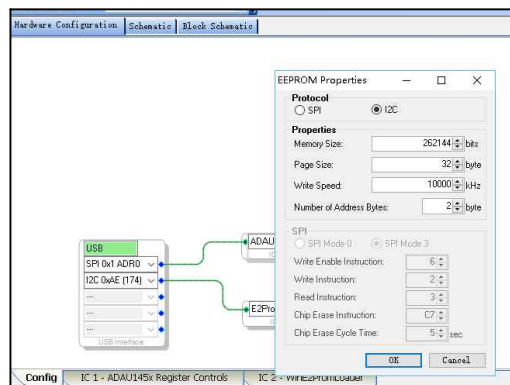 Hardware Configuration Schematic Block Schematic
EEPROM Properties
Protocol
SPI I2C
Properties
Memory Size: 262144 bits
Page Size: 32 byte
Write Speed: 10000 kHz
Number of Address Bytes: 2 byte
SPI
SPI Mode 0 SPI Mode 3
Write Enable Instruction: 6
Write Instruction: 2
Read Instruction: 3
Chip Erase Instruction: C7
Chip Erase Cycle Time: 5 sec
OK Cancel
USB
SPI 0x1 ADR0
I2C 0xAE (174)
---
---
---
USB Interface
ADAU
IC
E2Pro
IC
Config IC 1 - ADAU145x Register Controls IC 2 - WinE2PromLoader